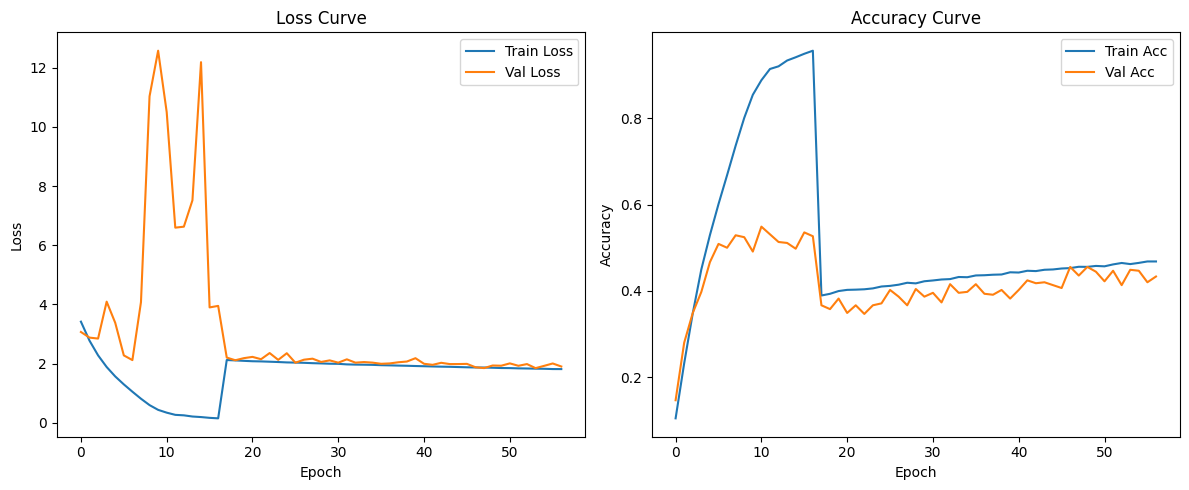 Loss Curve
Train Loss
Val Loss
12
10
8
6
4
2
0
Loss
0 10 20 30 40 50
Epoch
Accuracy Curve
Train Acc
Val Acc
0.8
0.6
0.4
0.2
Accuracy
0 10 20 30 40 50
Epoch